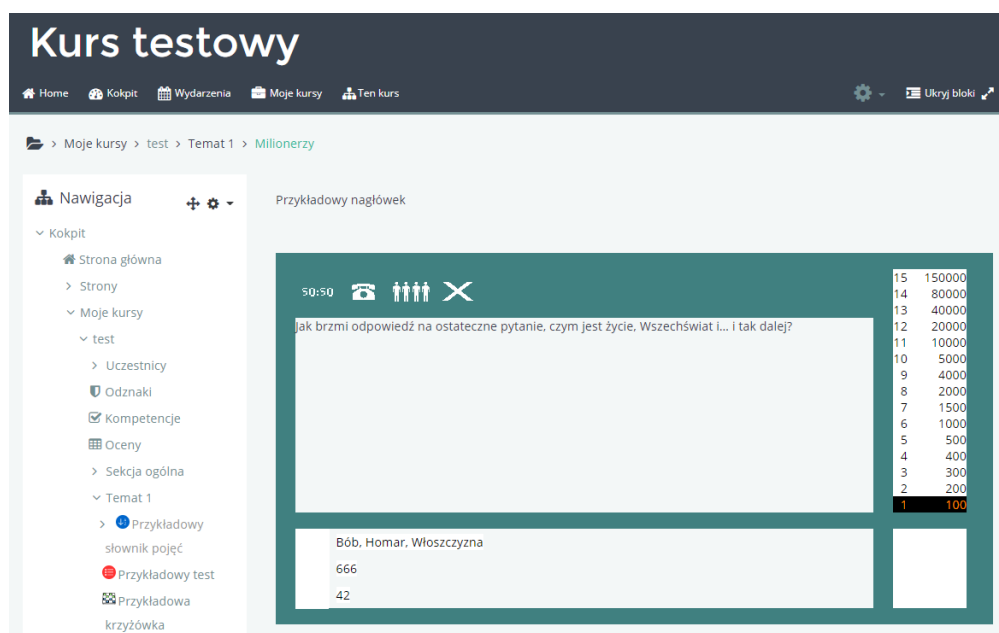 Kurs testowy
Home Kokpit Wydarzenia Moje kursy Ten kurs Ukryj bloki
> Moje kursy > test > Temat 1 > Milionerzy
Nawigacja
Kokpit
Strona główna
Strony
Moje kursy
test
Uczestnicy
Odznaki
Kompetencje
Oceny
Sekcja ogólna
Temat 1
Przykładowy
słownik pojęć
Przykładowy test
Przykładowa
krzyżówka
Przykładowy nagłówek
50:50
Jak brzmi odpowiedź na ostateczne pytanie, czym jest życie, Wszechświat i... i tak dalej?
15 150000
14 80000
13 40000
12 20000
11 10000
10 5000
9 4000
8 2000
7 1500
6 1000
5 500
4 400
3 300
2 200
1 100
Bób, Homar, Włoszczyzna
666
42